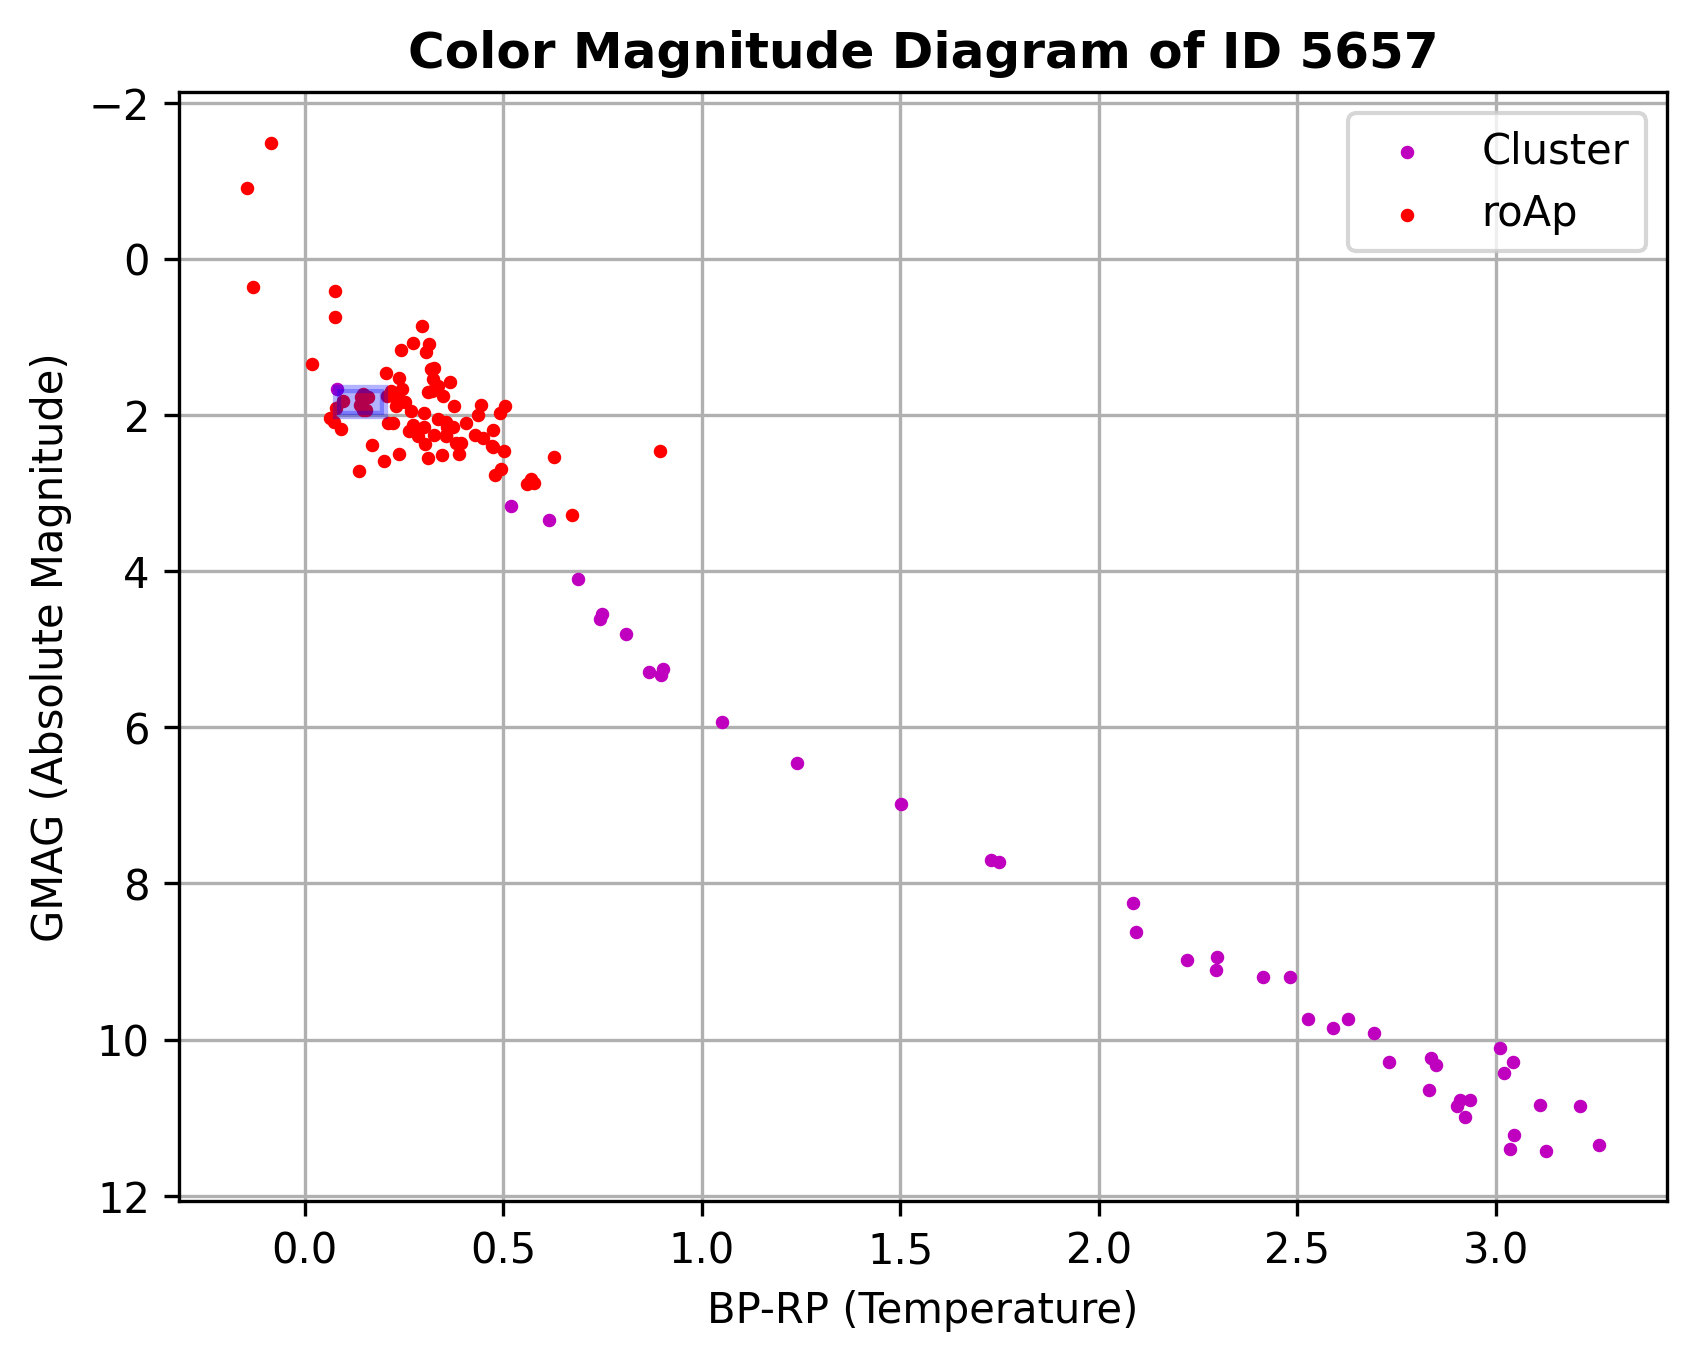 Color Magnitude Diagram of ID 5657
Cluster
roAp
GMAG (Absolute Magnitude)
−2
0
2
4
6
8
10
12
0.0 0.5 1.0 1.5 2.0 2.5 3.0
BP-RP (Temperature)